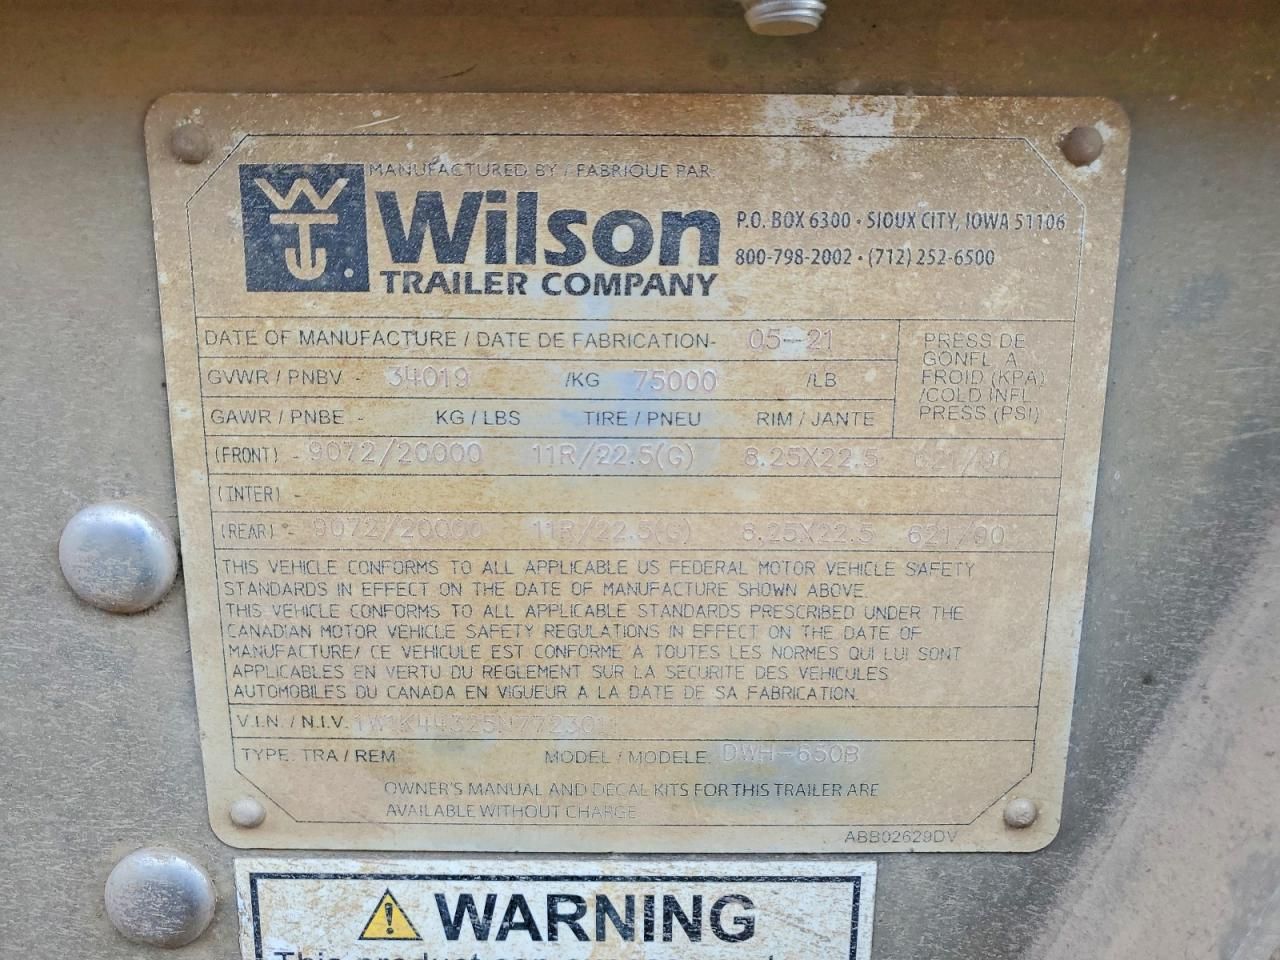 MANUFACTURED BY / FABRIQUE PAR:
WTJ
Wilson
TRAILER COMPANY
P.O. BOX 6300 · SIOUX CITY, IOWA 51106
800-798-2002 · (712) 252-6500
DATE OF MANUFACTURE / DATE DE FABRICATION- 05-21
GVWR / PNBV - 34019 /KG 75000 /LB
PRESS DE
GONFL A
FROID (KPA)
/COLD INFL
PRESS (PSI)
GAWR / PNBE - KG / LBS TIRE / PNEU RIM / JANTE
(FRONT) - 9072/20000 11R/22.5(G) 8.25X22.5 621/90
(INTER) -
(REAR) - 9072/20000 11R/22.5(G) 8.25X22.5 621/90
THIS VEHICLE CONFORMS TO ALL APPLICABLE US FEDERAL MOTOR VEHICLE SAFETY
STANDARDS IN EFFECT ON THE DATE OF MANUFACTURE SHOWN ABOVE.
THIS VEHICLE CONFORMS TO ALL APPLICABLE STANDARDS PRESCRIBED UNDER THE
CANADIAN MOTOR VEHICLE SAFETY REGULATIONS IN EFFECT ON THE DATE OF
MANUFACTURE/ CE VEHICULE EST CONFORME À TOUTES LES NORMES QUI LUI SONT
APPLICABLES EN VERTU DU REGLEMENT SUR LA SECURITE DES VEHICULES
AUTOMOBILES DU CANADA EN VIGUEUR A LA DATE DE SA FABRICATION.
V.I.N. / N.I.V.
TYPE: TRA / REM MODEL / MODELE: DWH-650B
OWNER'S MANUAL AND DECAL KITS FOR THIS TRAILER ARE
AVAILABLE WITHOUT CHARGE
ABB02629DV
WARNING
This product can